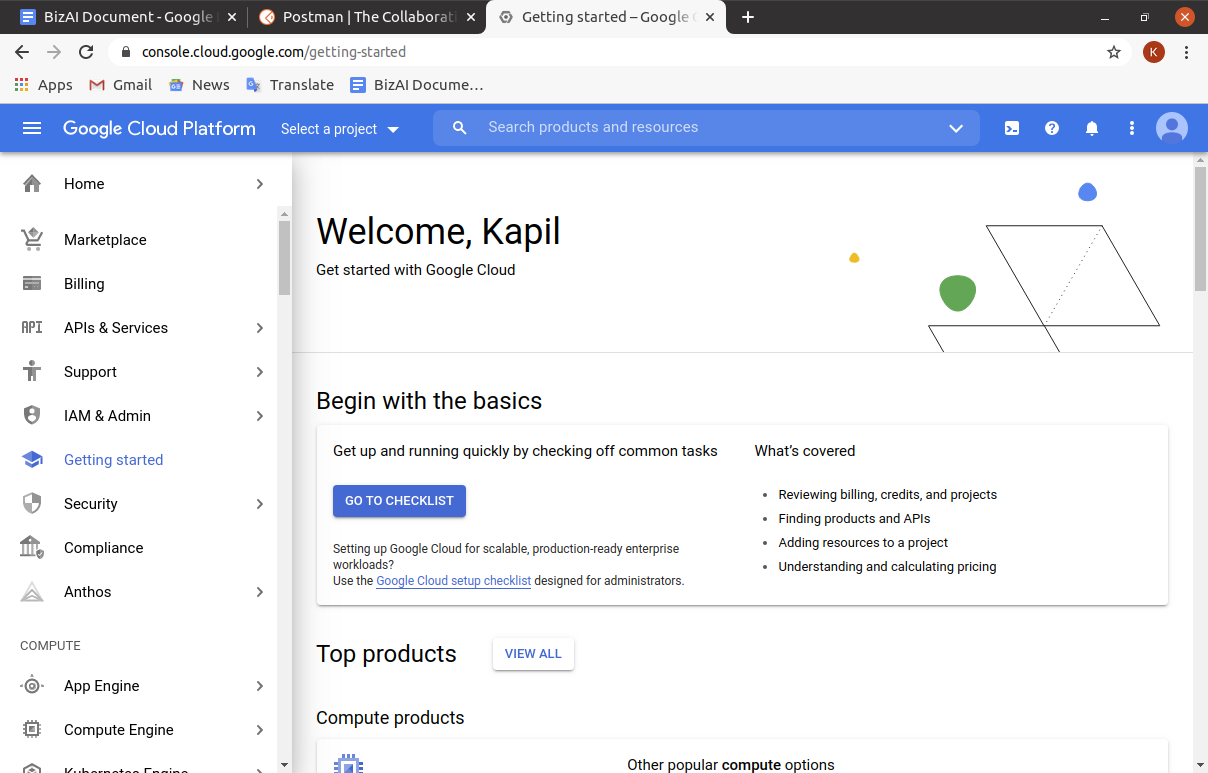 BizAI Document - Google
Postman | The Collaborati
Getting started – Google C
console.cloud.google.com/getting-started
K
Apps
Gmail
News
Translate
BizAI Docume…
Google Cloud Platform
Select a project
Search products and resources
Home
Marketplace
Billing
API
APIs & Services
Support
IAM & Admin
Getting started
Security
Compliance
Anthos
COMPUTE
App Engine
Compute Engine
Kubernetes Engine
Welcome, Kapil
Get started with Google Cloud
Begin with the basics
Get up and running quickly by checking off common tasks
GO TO CHECKLIST
Setting up Google Cloud for scalable, production-ready enterprise
workloads?
Use the Google Cloud setup checklist designed for administrators.
What’s covered
• Reviewing billing, credits, and projects
• Finding products and APIs
• Adding resources to a project
• Understanding and calculating pricing
Top products
VIEW ALL
Compute products
Other popular compute options